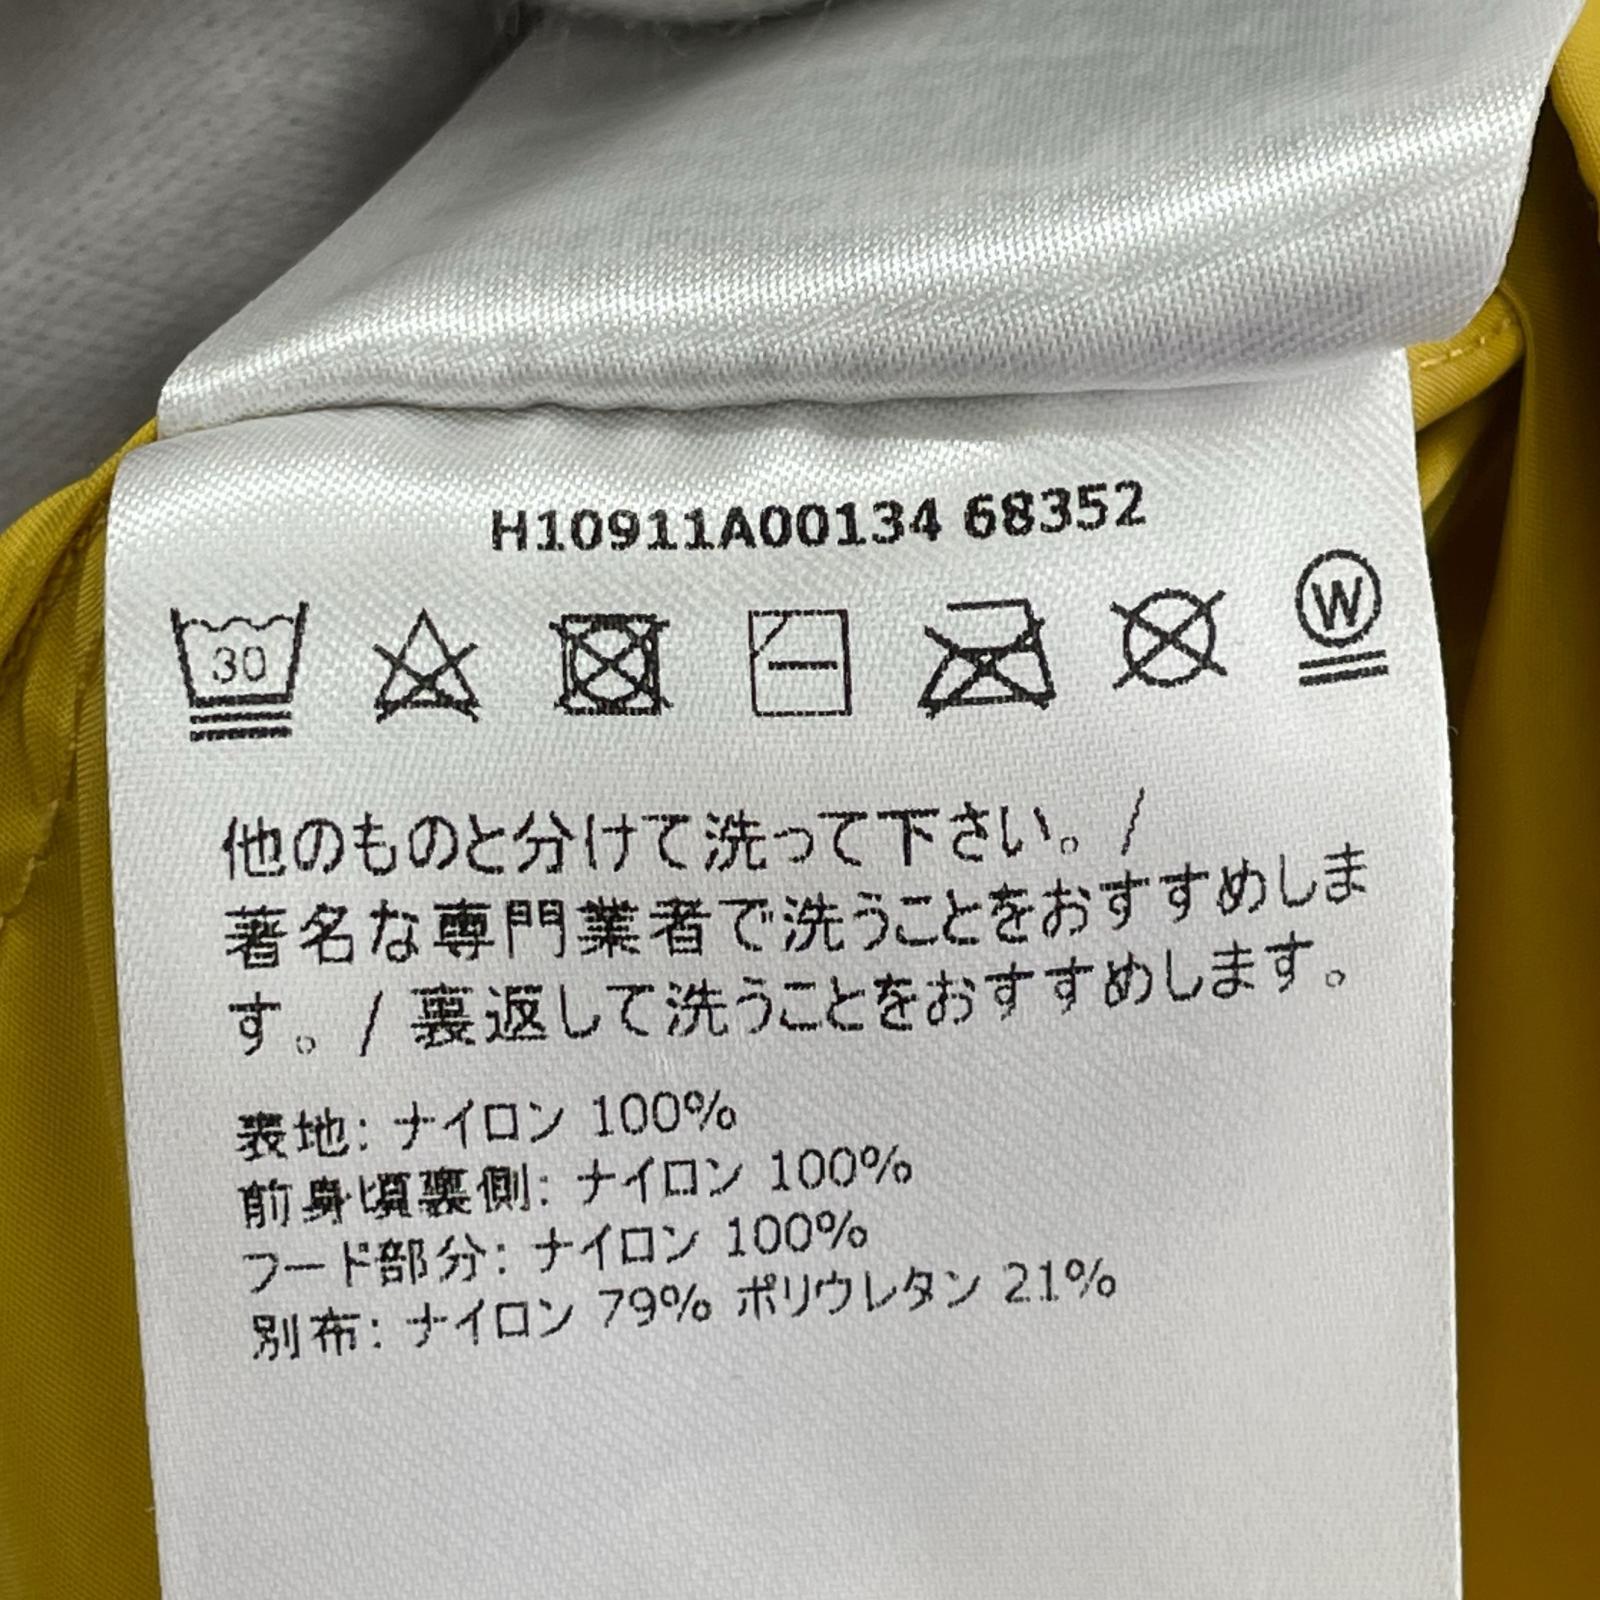 H10911A00134 68352
30
W
他のものと分けて洗って下さい。/
著名な専門業者で洗うことをおすすめしま
す。/ 裏返して洗うことをおすすめします。
表地: ナイロン 100%
前身頃裏側: ナイロン 100%
フード部分: ナイロン 100%
別布: ナイロン 79% ポリウレタン 21%